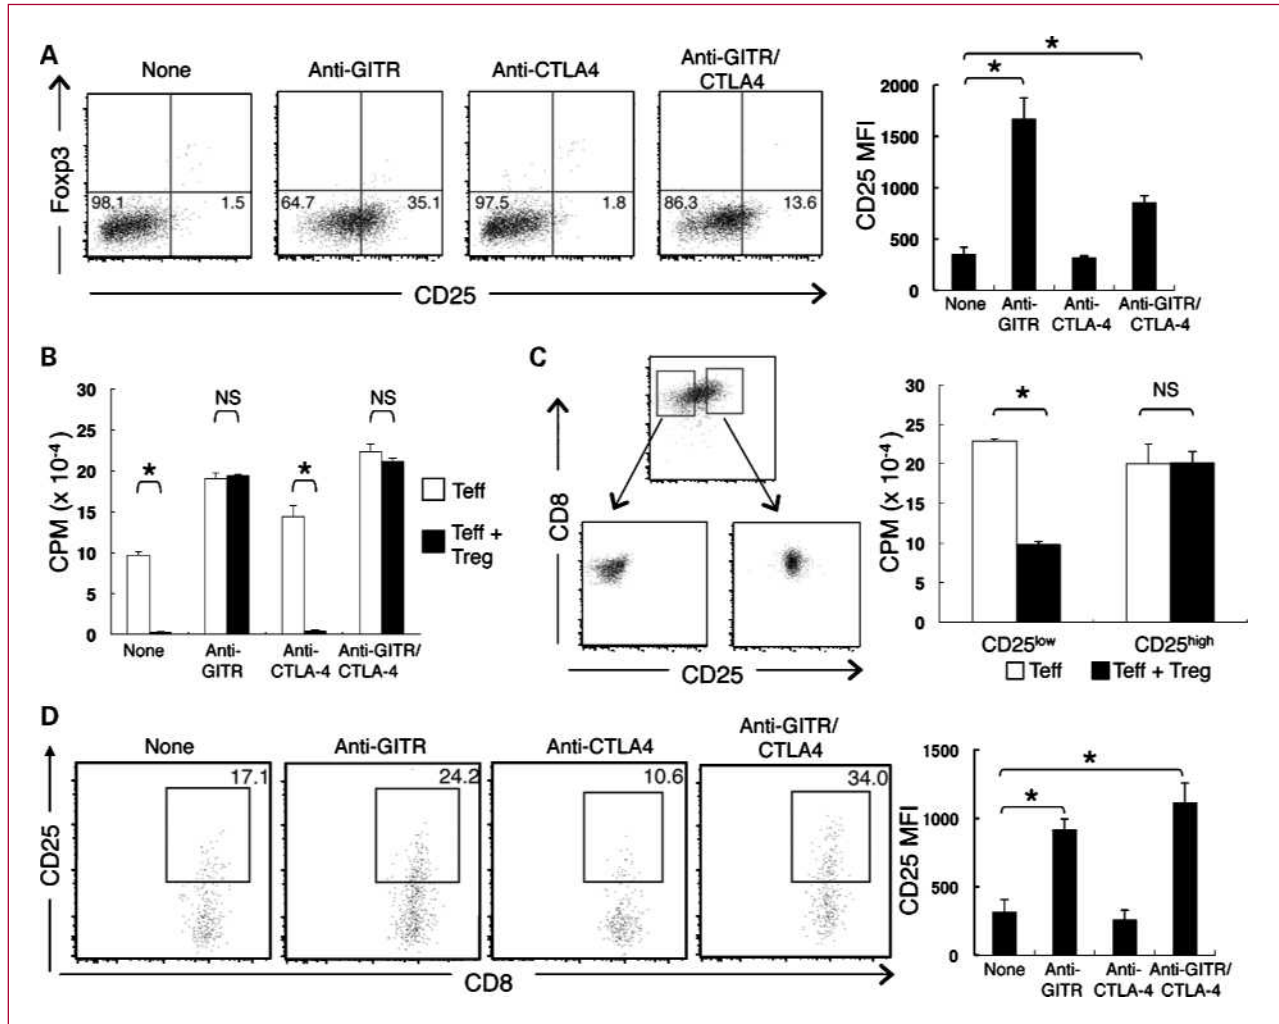 A
None
Anti-GITR
Anti-CTLA4
Anti-GITR/
CTLA4
Foxp3
98.1
1.5
64.7
35.1
97.5
1.8
86.3
13.6
CD25
CD25 MFI
2000
1500
1000
500
0
*
*
None
Anti-
GITR
Anti-
CTLA-4
Anti-GITR/
CTLA-4
B
CPM (x 10-4)
30
25
20
15
10
5
0
*
NS
*
NS
None
Anti-
GITR
Anti-
CTLA-4
Anti-GITR/
CTLA-4
Teff
Teff +
Treg
C
CD8
CD25
CPM (x 10-4)
30
25
20
15
10
5
0
*
NS
CD25low
CD25high
Teff
Teff + Treg
D
None
Anti-GITR
Anti-CTLA4
Anti-GITR/
CTLA4
CD25
17.1
24.2
10.6
34.0
CD8
CD25 MFI
1500
1000
500
0
*
*
None
Anti-
GITR
Anti-
CTLA-4
Anti-GITR/
CTLA-4